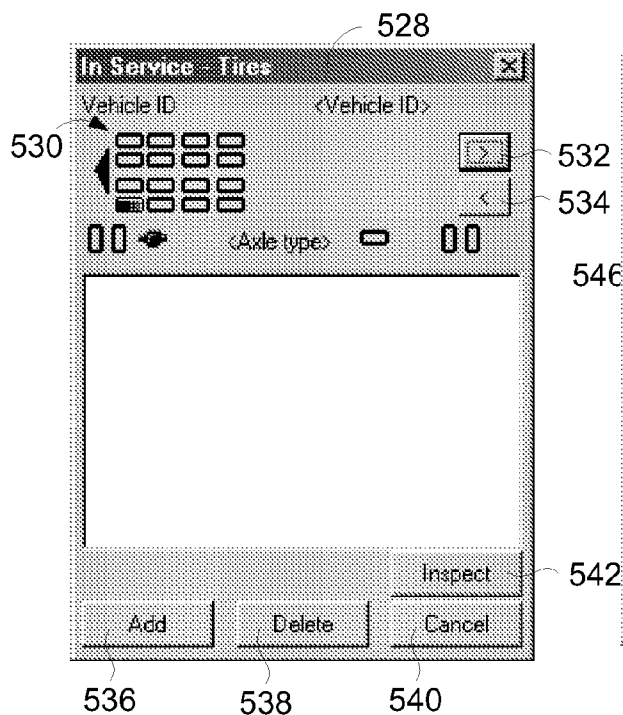 528
In Service - Tires
Vehicle ID <Vehicle ID>
530
> 532
< 534
<Axle type>
546
Inspect 542
Add Delete Cancel
536 538 540